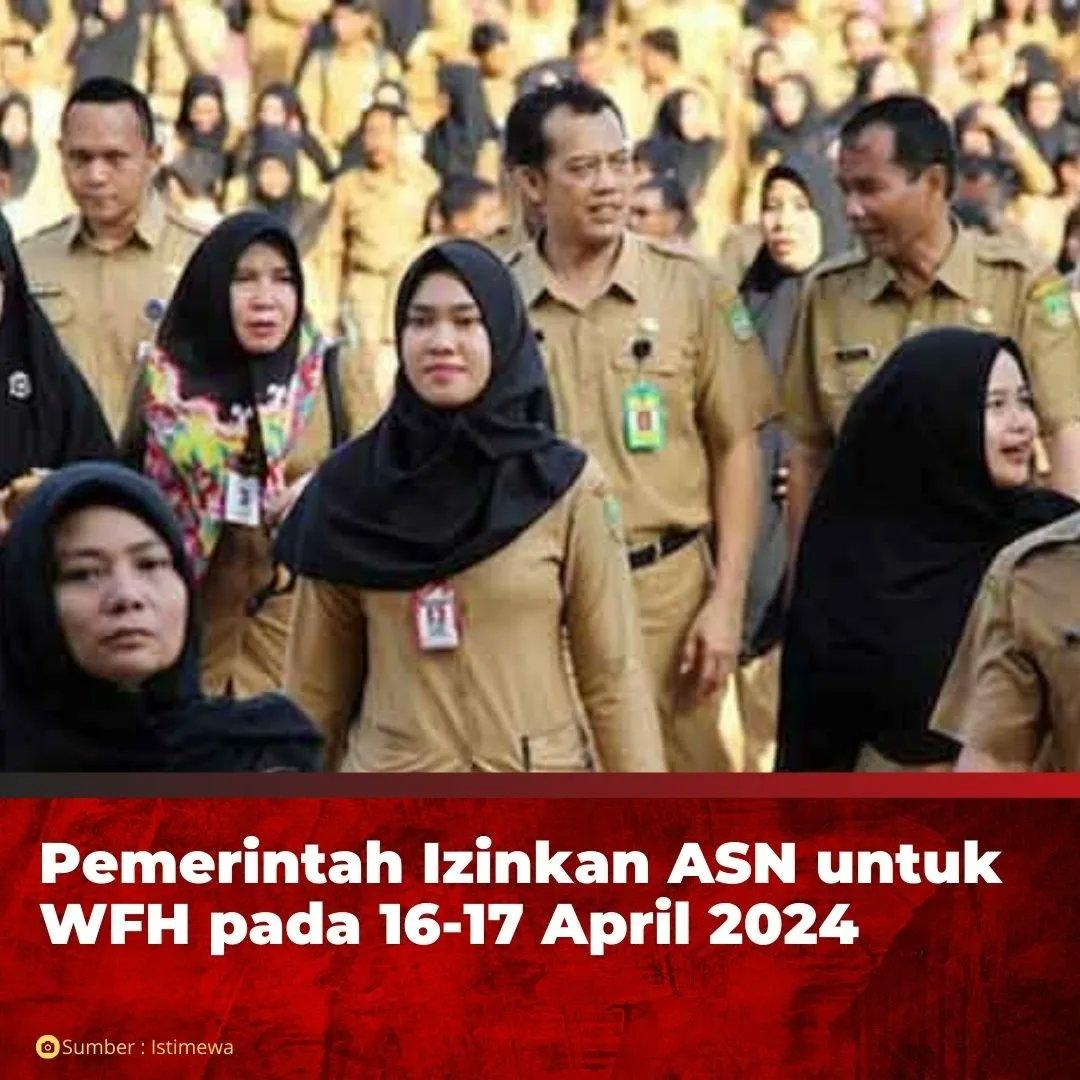 Pemerintah Izinkan ASN untuk
WFH pada 16-17 April 2024
Sumber : Istimewa